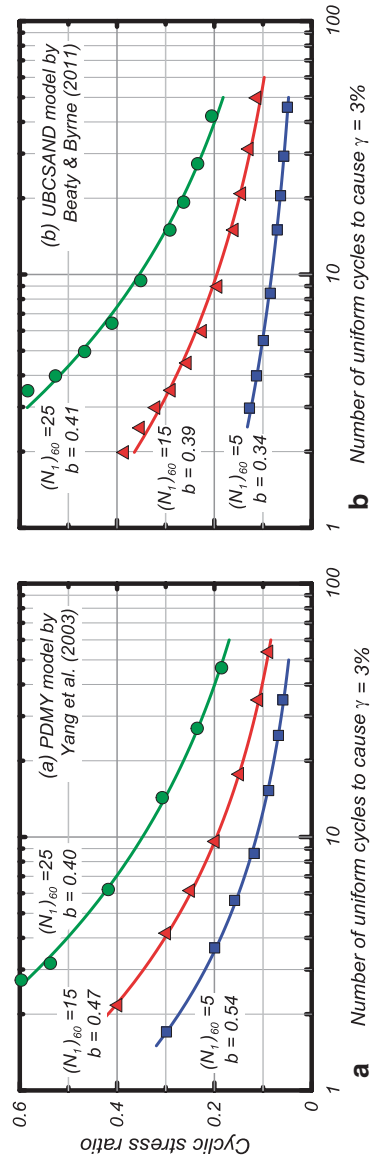 Cyclic stress ratio
0.6
0.4
0.2
0
(a) PDMY model by
Yang et al. (2003)
(N1)60 =25
b = 0.40
(N1)60 =15
b = 0.47
(N1)60 =5
b = 0.54
1
10
100
a Number of uniform cycles to cause γ = 3%
(b) UBCSAND model by
Beaty & Byrne (2011)
(N1)60 =25
b = 0.41
(N1)60 =15
b = 0.39
(N1)60 =5
b = 0.34
1
10
100
b Number of uniform cycles to cause γ = 3%